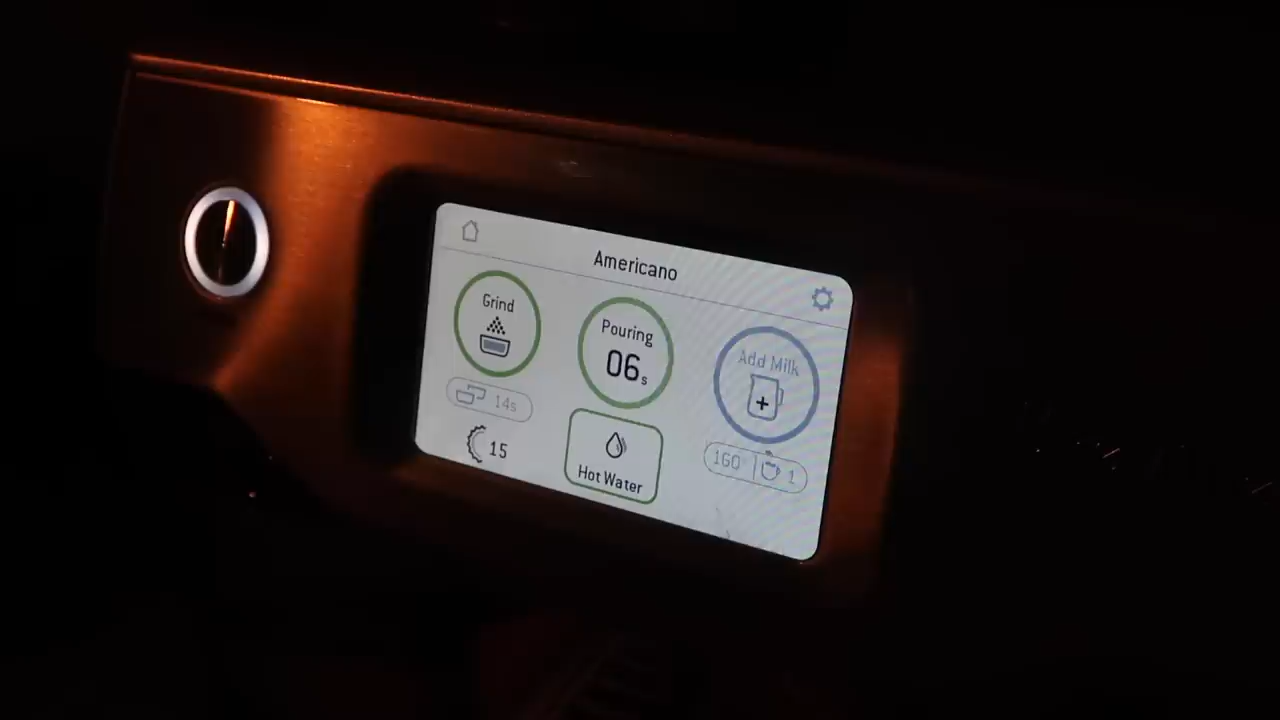 Americano
Grind
Pouring
06s
Add Milk
14s
15
Hot Water
160° 1